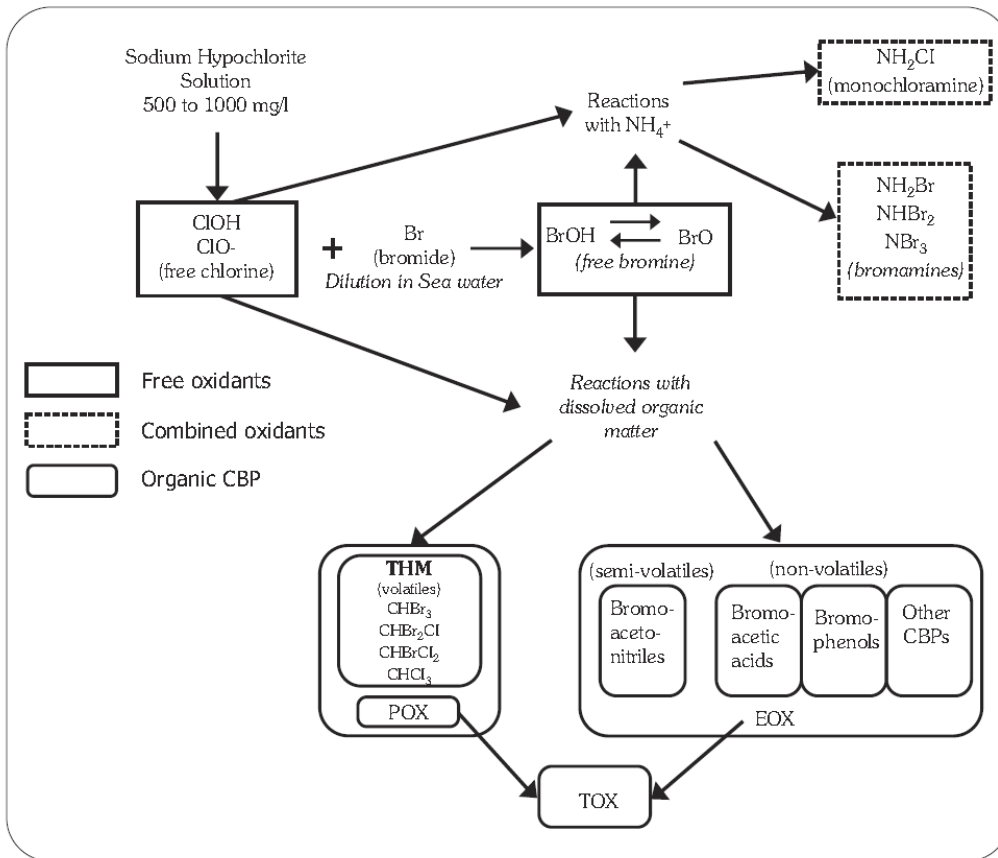 Sodium Hypochlorite
Solution
500 to 1000 mg/l
Reactions
with NH₄⁺
NH₂Cl
(monochloramine)
NH₂Br
NHBr₂
NBr₃
(bromamines)
ClOH
ClO-
(free chlorine)
+
Br
(bromide)
Dilution in Sea water
BrOH
BrO
(free bromine)
Free oxidants
Combined oxidants
Organic CBP
Reactions with
dissolved organic
matter
THM
(volatiles)
CHBr₃
CHBr₂Cl
CHBrCl₂
CHCl₃
POX
(semi-volatiles)
(non-volatiles)
Bromo-
aceto-
nitriles
Bromo-
acetic
acids
Bromo-
phenols
Other
CBPs
EOX
TOX